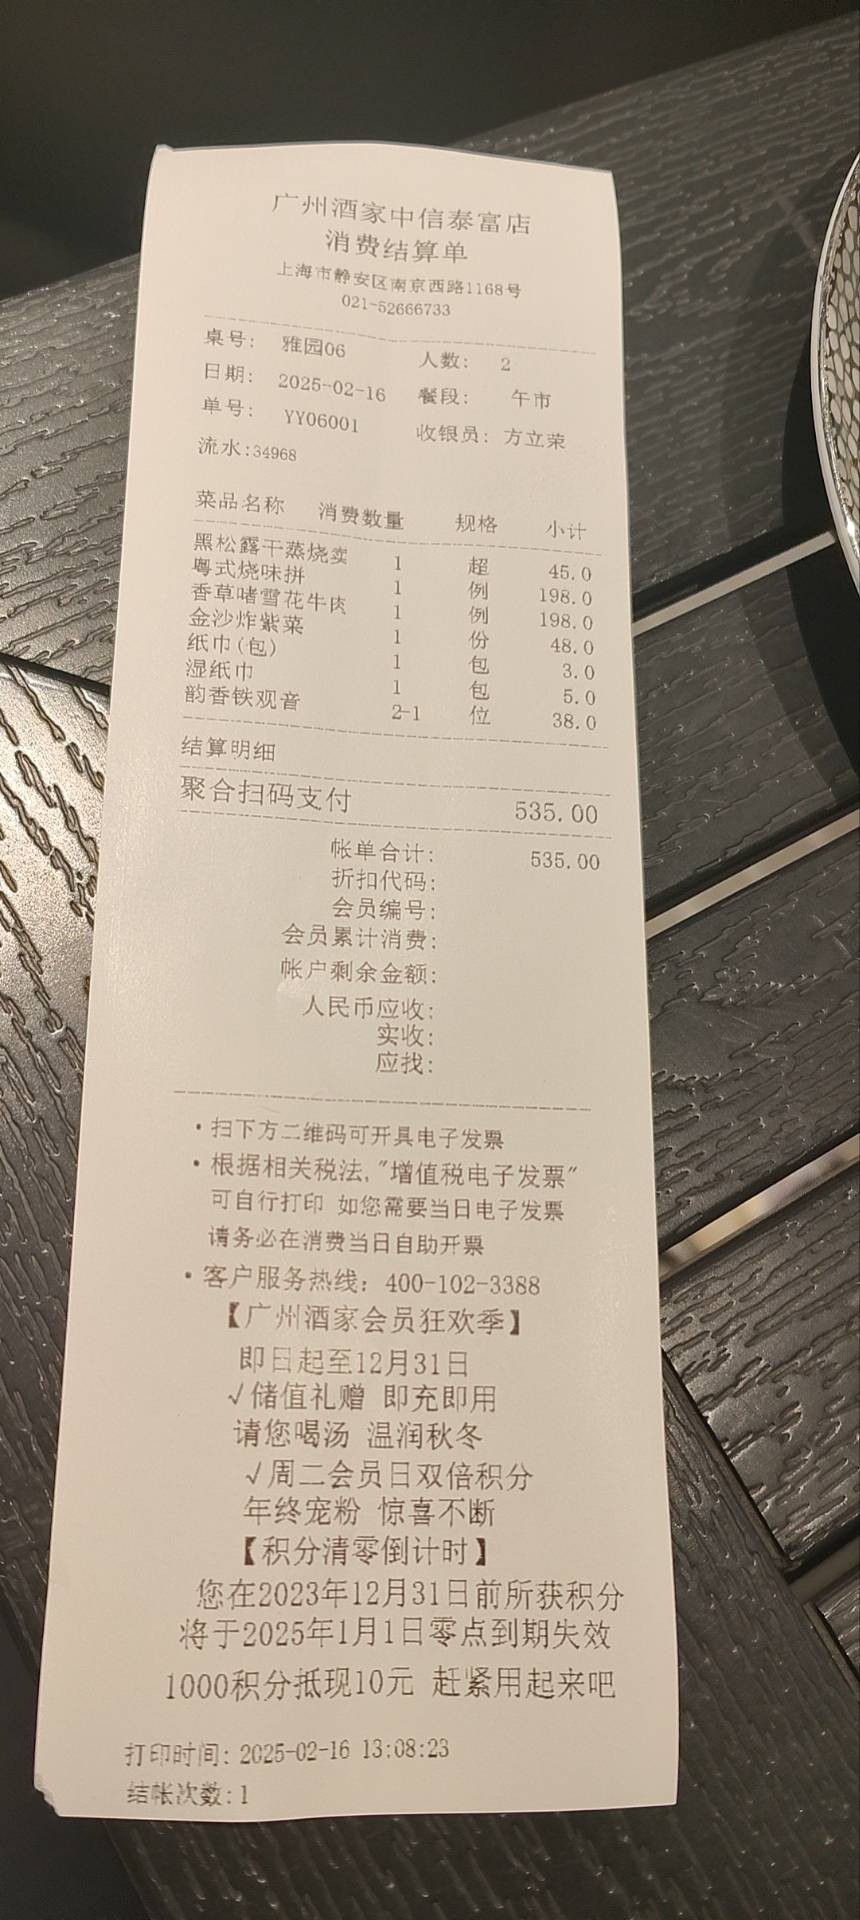 广州酒家中信泰富店
消费结算单
上海市静安区南京西路1168号
021-52666733
桌号: 雅园06 人数: 2
日期: 2025-02-16 餐段: 午市
单号: YY06001 收银员: 方立荣
流水:34968
菜品名称 消费数量 规格 小计
黑松露干蒸烧卖 1 超 45.0
粤式烧味拼 1 例 198.0
香草啫雪花牛肉 1 例 198.0
金沙炸紫菜 1 份 48.0
纸巾(包) 1 包 3.0
湿纸巾 1 包 5.0
韵香铁观音 2-1 位 38.0
结算明细
聚合扫码支付 535.00
帐单合计: 535.00
折扣代码:
会员编号:
会员累计消费:
帐户剩余金额:
人民币应收:
实收:
应找:
·扫下方二维码可开具电子发票
·根据相关税法,"增值税电子发票"
可自行打印 如您需要当日电子发票
请务必在消费当日自助开票
·客户服务热线: 400-102-3388
【广州酒家会员狂欢季】
即日起至12月31日
√储值礼赠 即充即用
请您喝汤 温润秋冬
√周二会员日双倍积分
年终宠粉 惊喜不断
【积分清零倒计时】
您在2023年12月31日前所获积分
将于2025年1月1日零点到期失效
1000积分抵现10元 赶紧用起来吧
打印时间: 2025-02-16 13:08:23
结帐次数:1